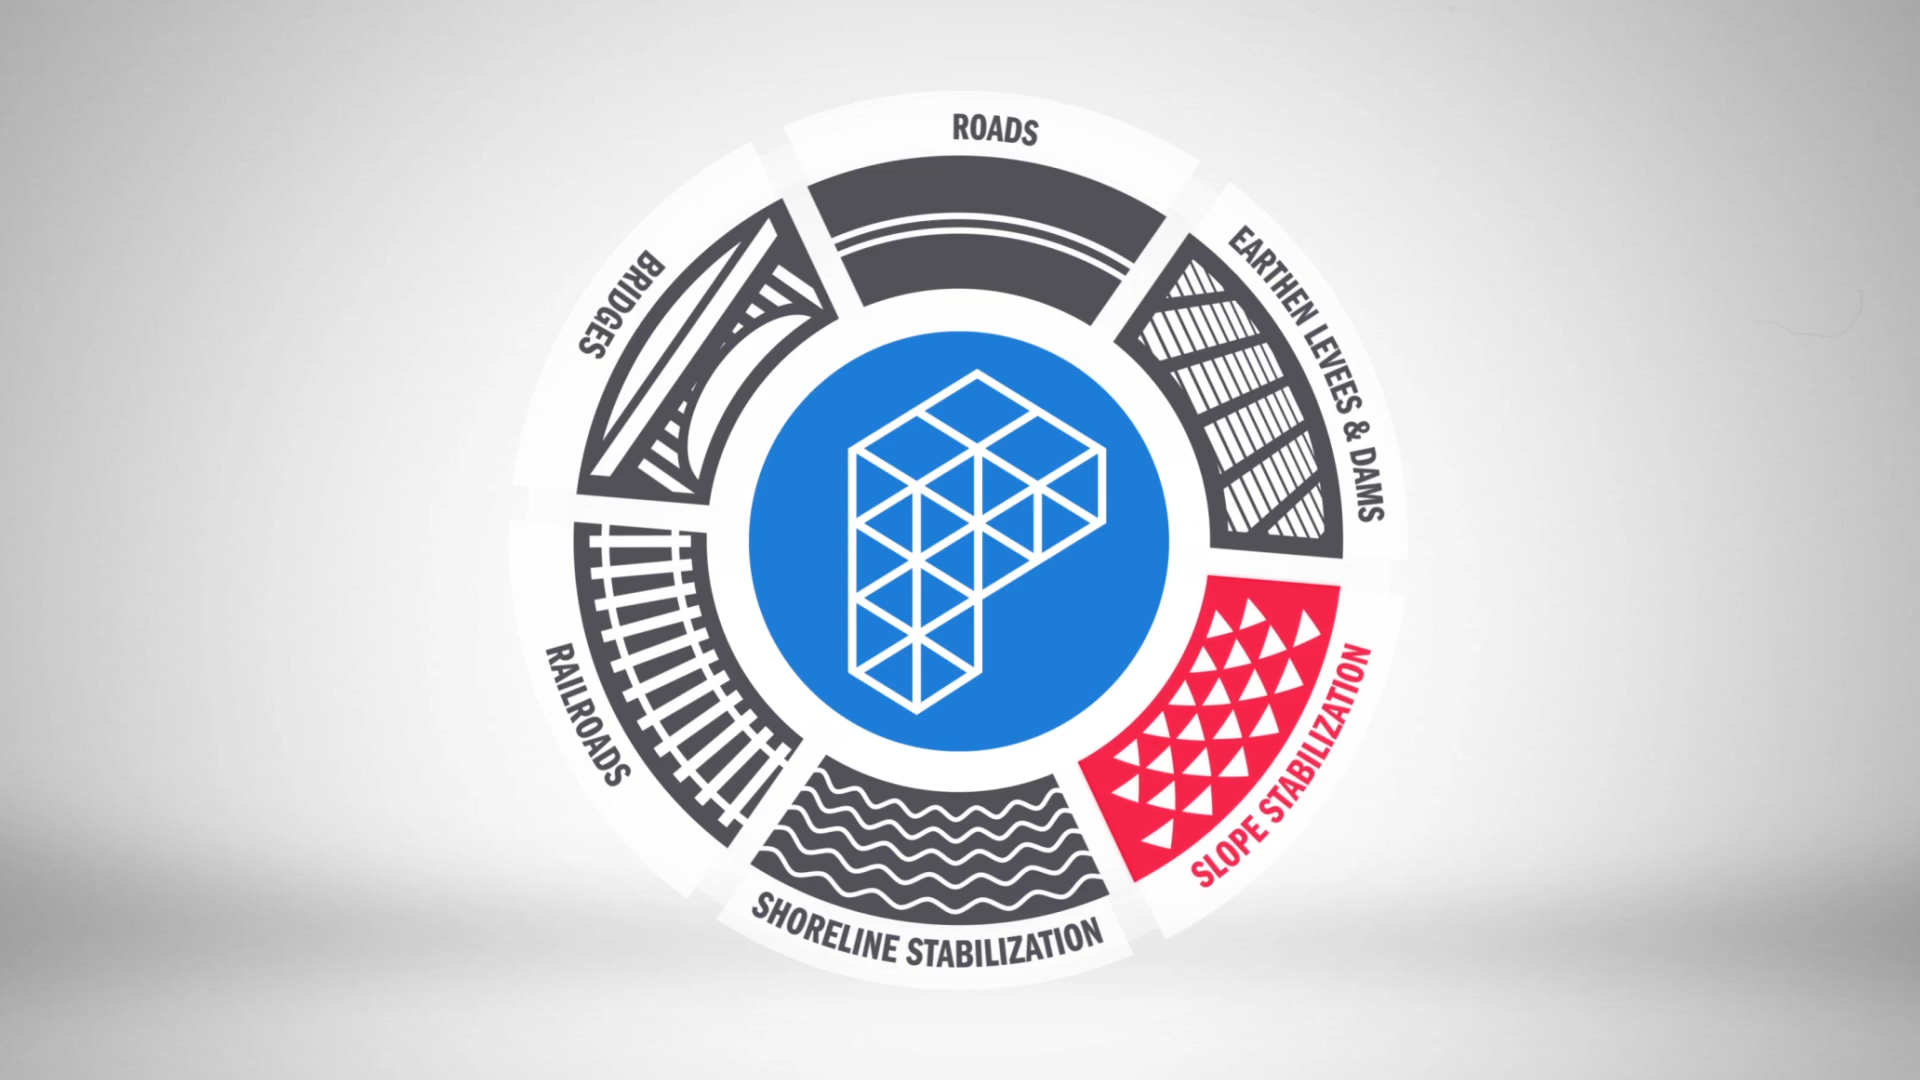 ROADS
EARTHEN LEVEES & DAMS
SLOPE STABILIZATION
SHORELINE STABILIZATION
RAILROADS
BRIDGES